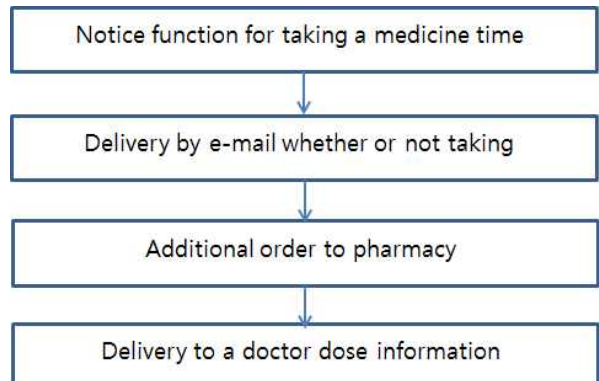 Notice function for taking a medicine time
Delivery by e-mail whether or not taking
Additional order to pharmacy
Delivery to a doctor dose information